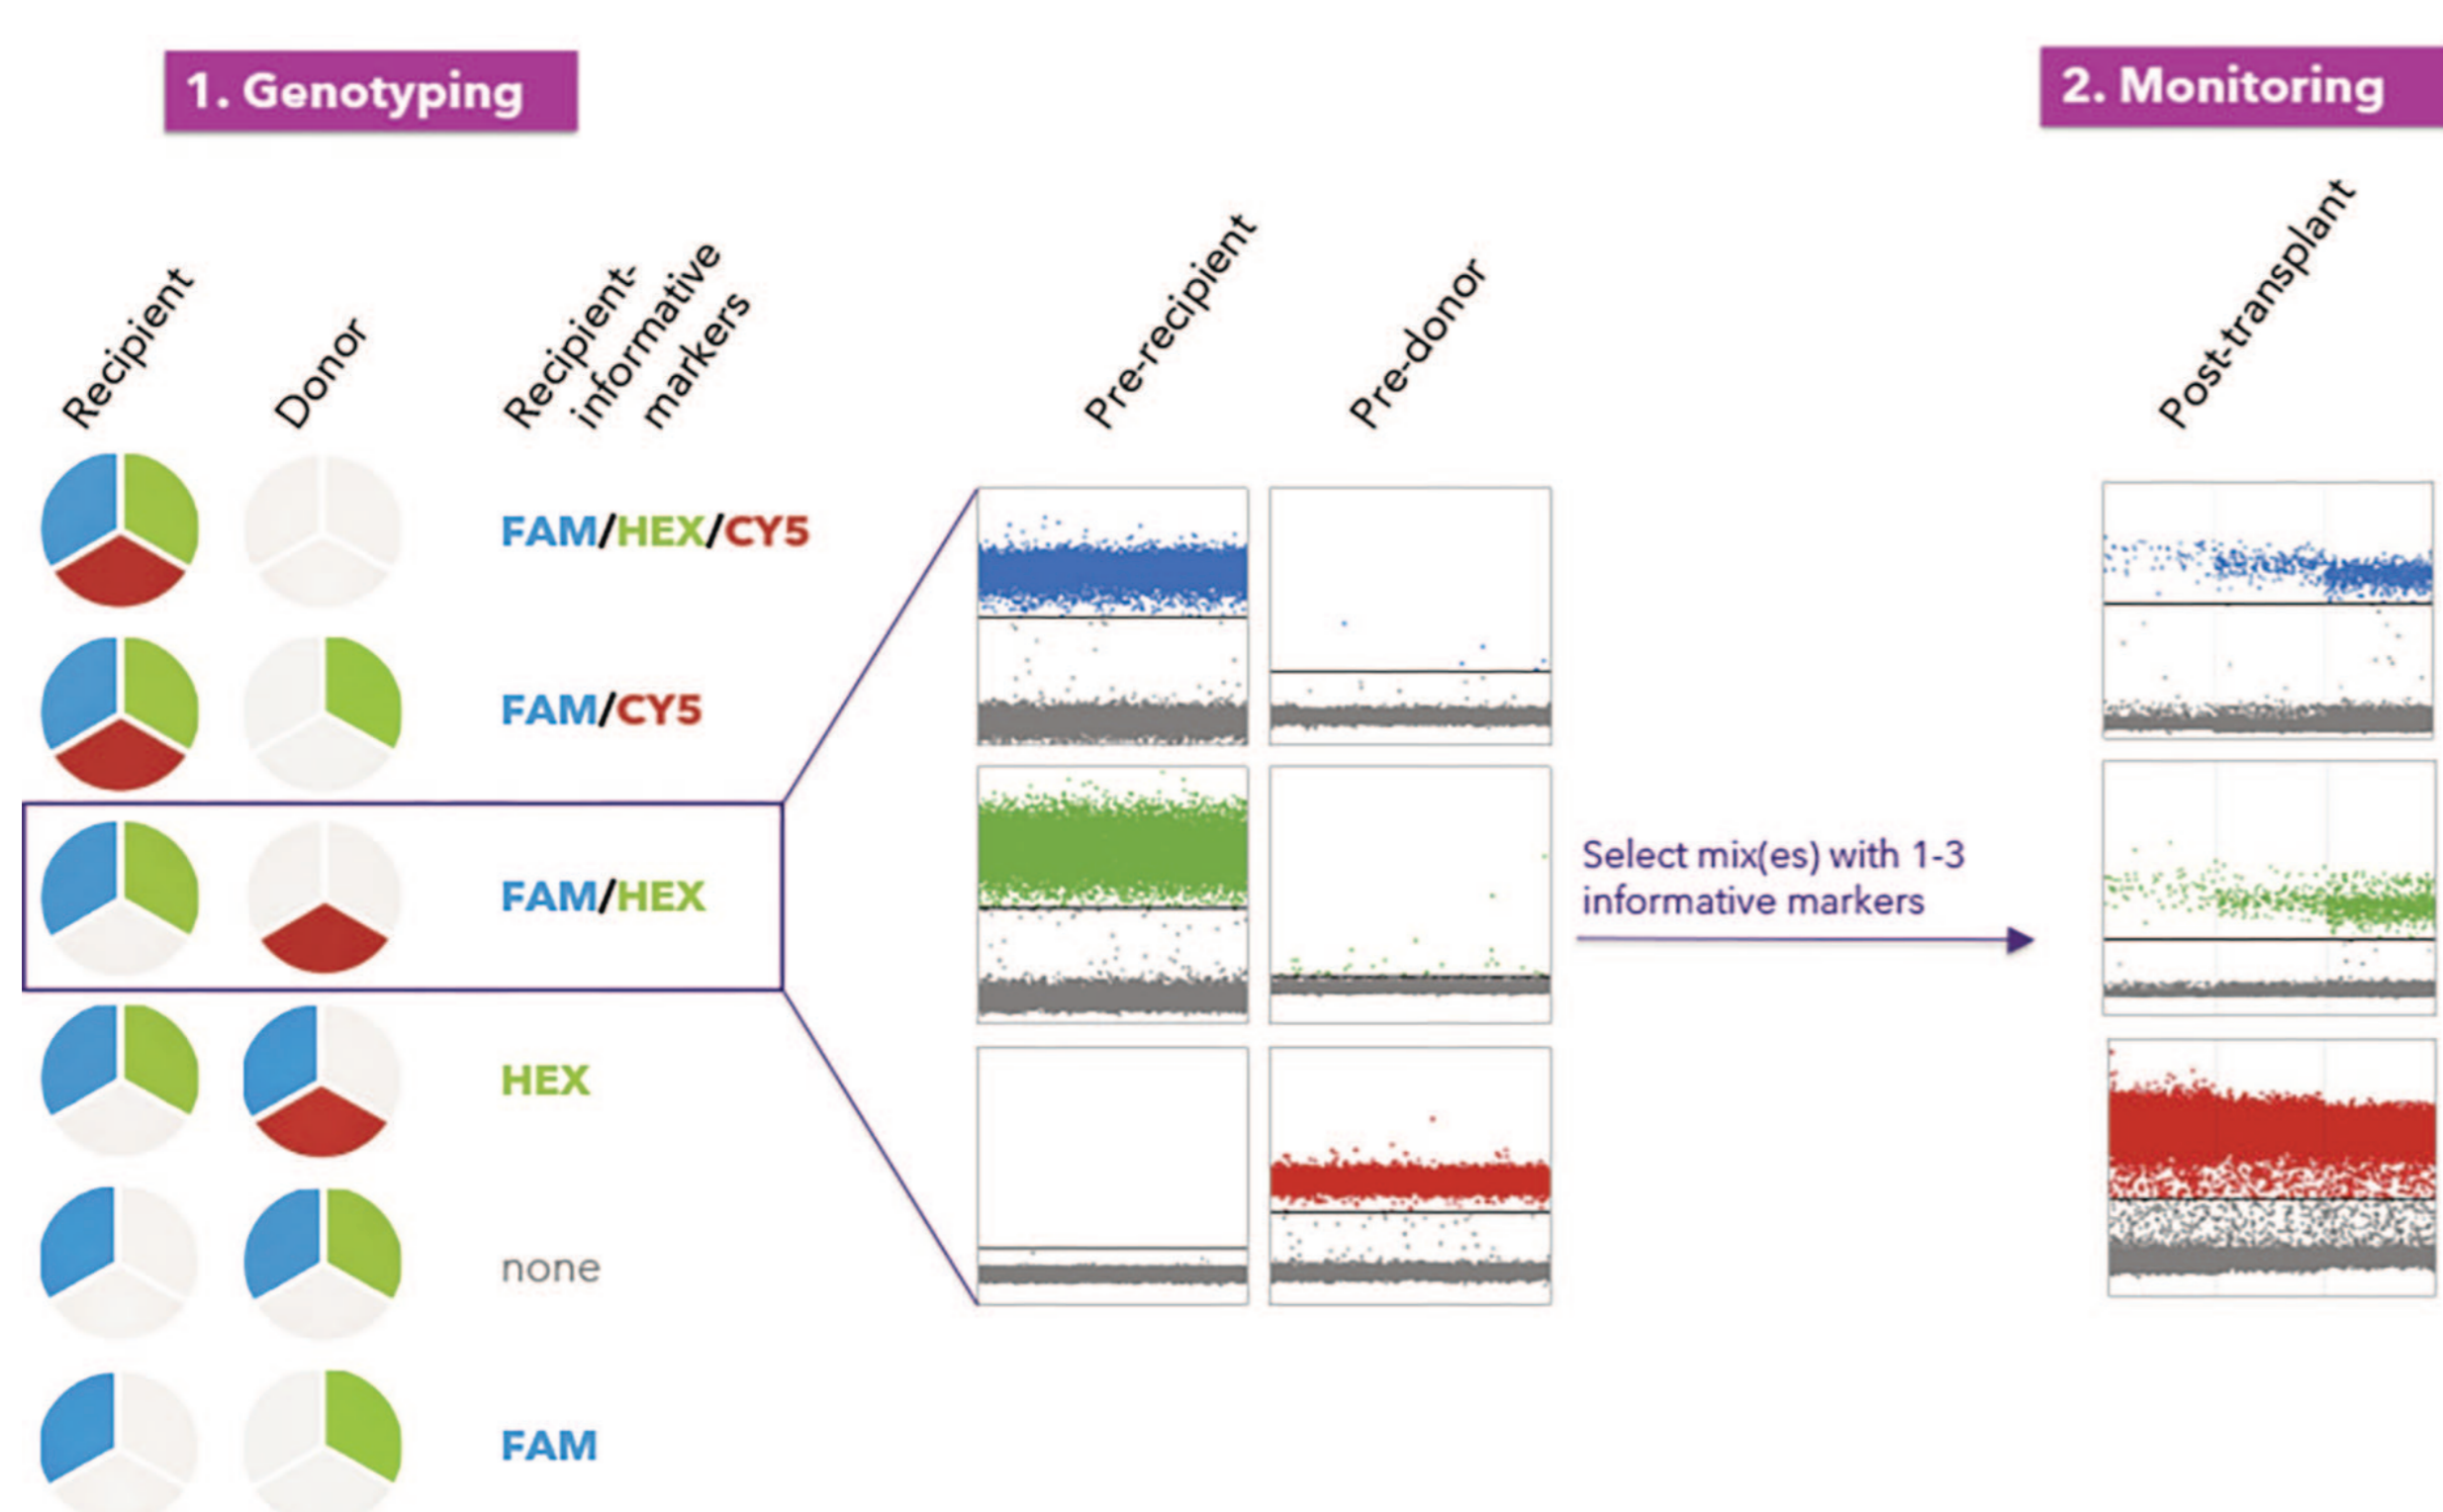 1. Genotyping
2. Monitoring
Recipient
Donor
Recipient-
informative
markers
Pre-recipient
Pre-donor
Post-transplant
FAM/HEX/CY5
FAM/CY5
FAM/HEX
HEX
none
FAM
Select mix(es) with 1-3
informative markers